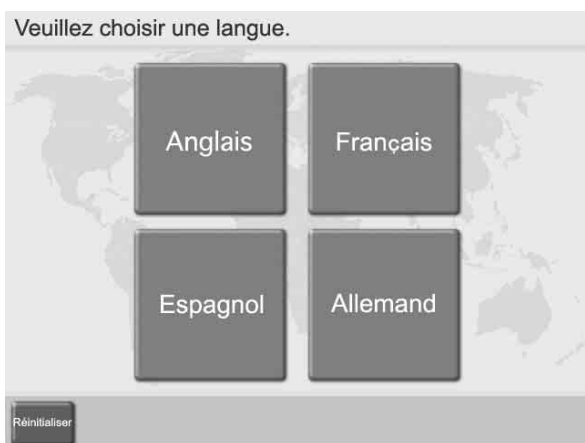 Veuillez choisir une langue.
Anglais
Français
Espagnol
Allemand
Réinitialiser